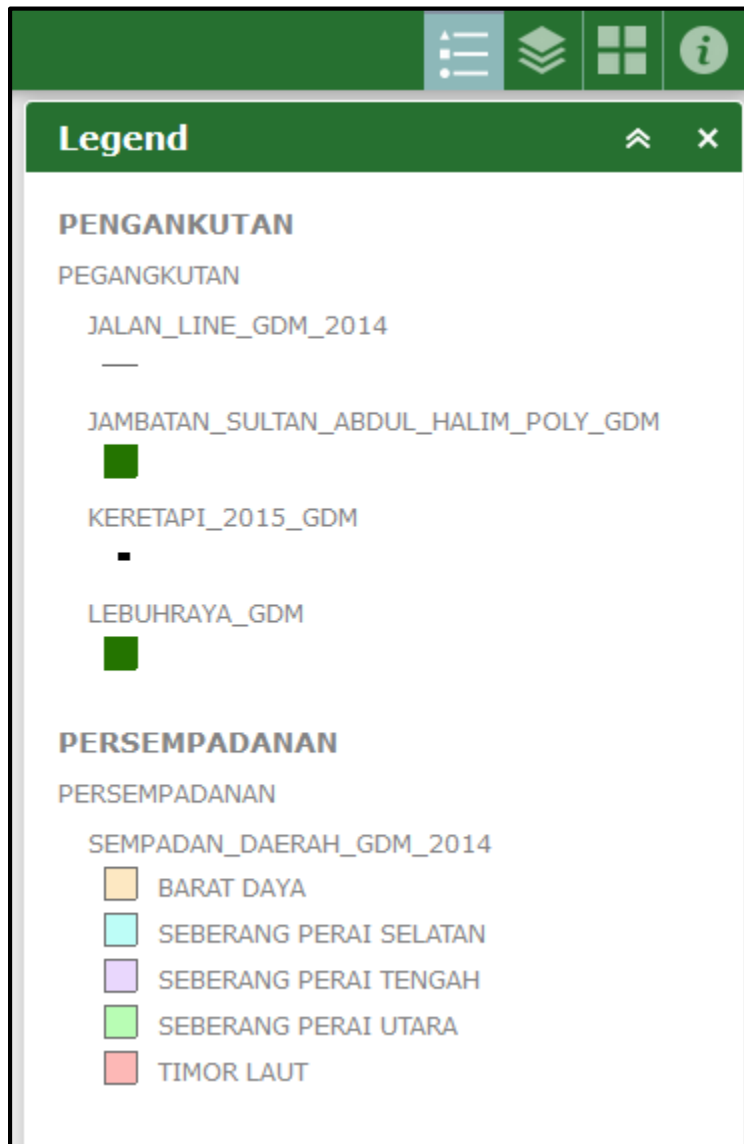 Legend
PENGANKUTAN
PEGANGKUTAN
JALAN_LINE_GDM_2014
JAMBATAN_SULTAN_ABDUL_HALIM_POLY_GDM
KERETAPI_2015_GDM
LEBUHRAYA_GDM
PERSEMPADANAN
PERSEMPADANAN
SEMPADAN_DAERAH_GDM_2014
BARAT DAYA
SEBERANG PERAI SELATAN
SEBERANG PERAI TENGAH
SEBERANG PERAI UTARA
TIMOR LAUT